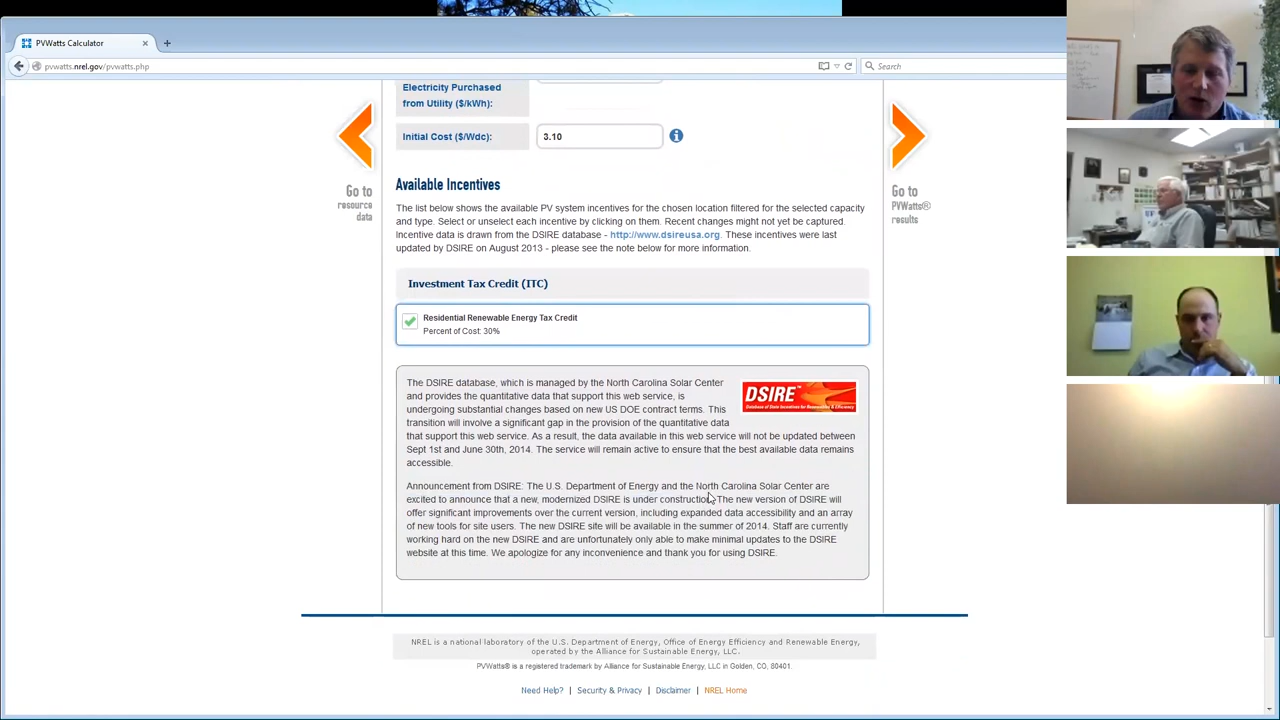 PVWatts Calculator
pvwatts.nrel.gov/pvwatts.php
Search
Electricity Purchased
from Utility ($/kWh):
Initial Cost ($/Wdc):
3.10
Go to
resource
data
Go to
PVWatts®
results
Available Incentives
The list below shows the available PV system incentives for the chosen location filtered for the selected capacity
and type. Select or unselect each incentive by clicking on them. Recent changes might not yet be captured.
Incentive data is drawn from the DSIRE database - http://www.dsireusa.org. These incentives were last
updated by DSIRE on August 2013 - please see the note below for more information.
Investment Tax Credit (ITC)
Residential Renewable Energy Tax Credit
Percent of Cost: 30%
The DSIRE database, which is managed by the North Carolina Solar Center
and provides the quantitative data that support this web service, is
undergoing substantial changes based on new US DOE contract terms. This
transition will involve a significant gap in the provision of the quantitative data
that support this web service. As a result, the data available in this web service will not be updated between
Sept 1st and June 30th, 2014. The service will remain active to ensure that the best available data remains
accessible.
DSIRE™
Database of State Incentives for Renewables & Efficiency
Announcement from DSIRE: The U.S. Department of Energy and the North Carolina Solar Center are
excited to announce that a new, modernized DSIRE is under construction. The new version of DSIRE will
offer significant improvements over the current version, including expanded data accessibility and an array
of new tools for site users. The new DSIRE site will be available in the summer of 2014. Staff are currently
working hard on the new DSIRE and are unfortunately only able to make minimal updates to the DSIRE
website at this time. We apologize for any inconvenience and thank you for using DSIRE.
NREL is a national laboratory of the U.S. Department of Energy, Office of Energy Efficiency and Renewable Energy,
operated by the Alliance for Sustainable Energy, LLC.
PVWatts® is a registered trademark by Alliance for Sustainable Energy, LLC in Golden, CO, 80401.
Need Help? | Security & Privacy | Disclaimer | NREL Home